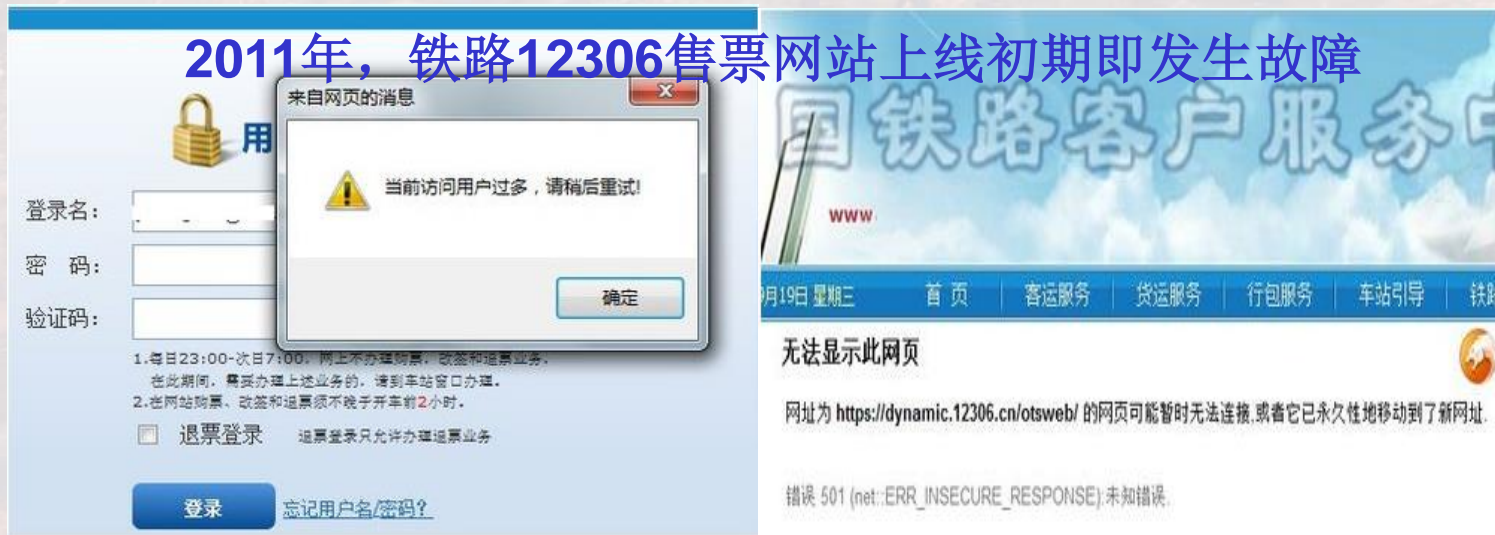 2011年，铁路12306售票网站上线初期即发生故障
来自网页的消息
用
当前访问用户过多，请稍后重试!
确定
登录名：
密 码：
验证码：
1.每日23:00-次日7:00，网上不办理购票、改签和退票业务。
在此期间，需要办理上述业务的，请到车站窗口办理。
2.在网站购票、改签和退票须不晚于开车前2小时。
退票登录 退票登录只允许办理退票业务
登录 忘记用户名/密码?
国铁路客户服务中
www
9月19日 星期三 首 页 客运服务 货运服务 行包服务 车站引导 铁路
无法显示此网页
网址为 https://dynamic.12306.cn/otsweb/ 的网页可能暂时无法连接,或者它已永久性地移动到了新网址.
错误 501 (net::ERR_INSECURE_RESPONSE):未知错误.